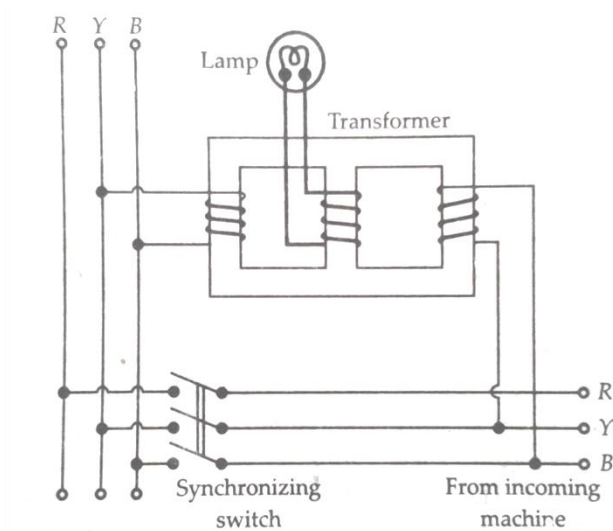 R Y B
Lamp
Transformer
R
Y
B
Synchronizing
switch
From incoming
machine